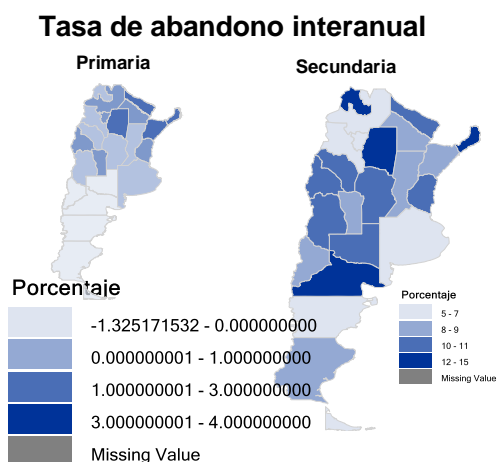 Tasa de abandono interanual
Primaria
Secundaria
Porcentaje
-1.325171532 - 0.000000000
0.000000001 - 1.000000000
1.000000001 - 3.000000000
3.000000001 - 4.000000000
Missing Value
Porcentaje
5 - 7
8 - 9
10 - 11
12 - 15
Missing Value